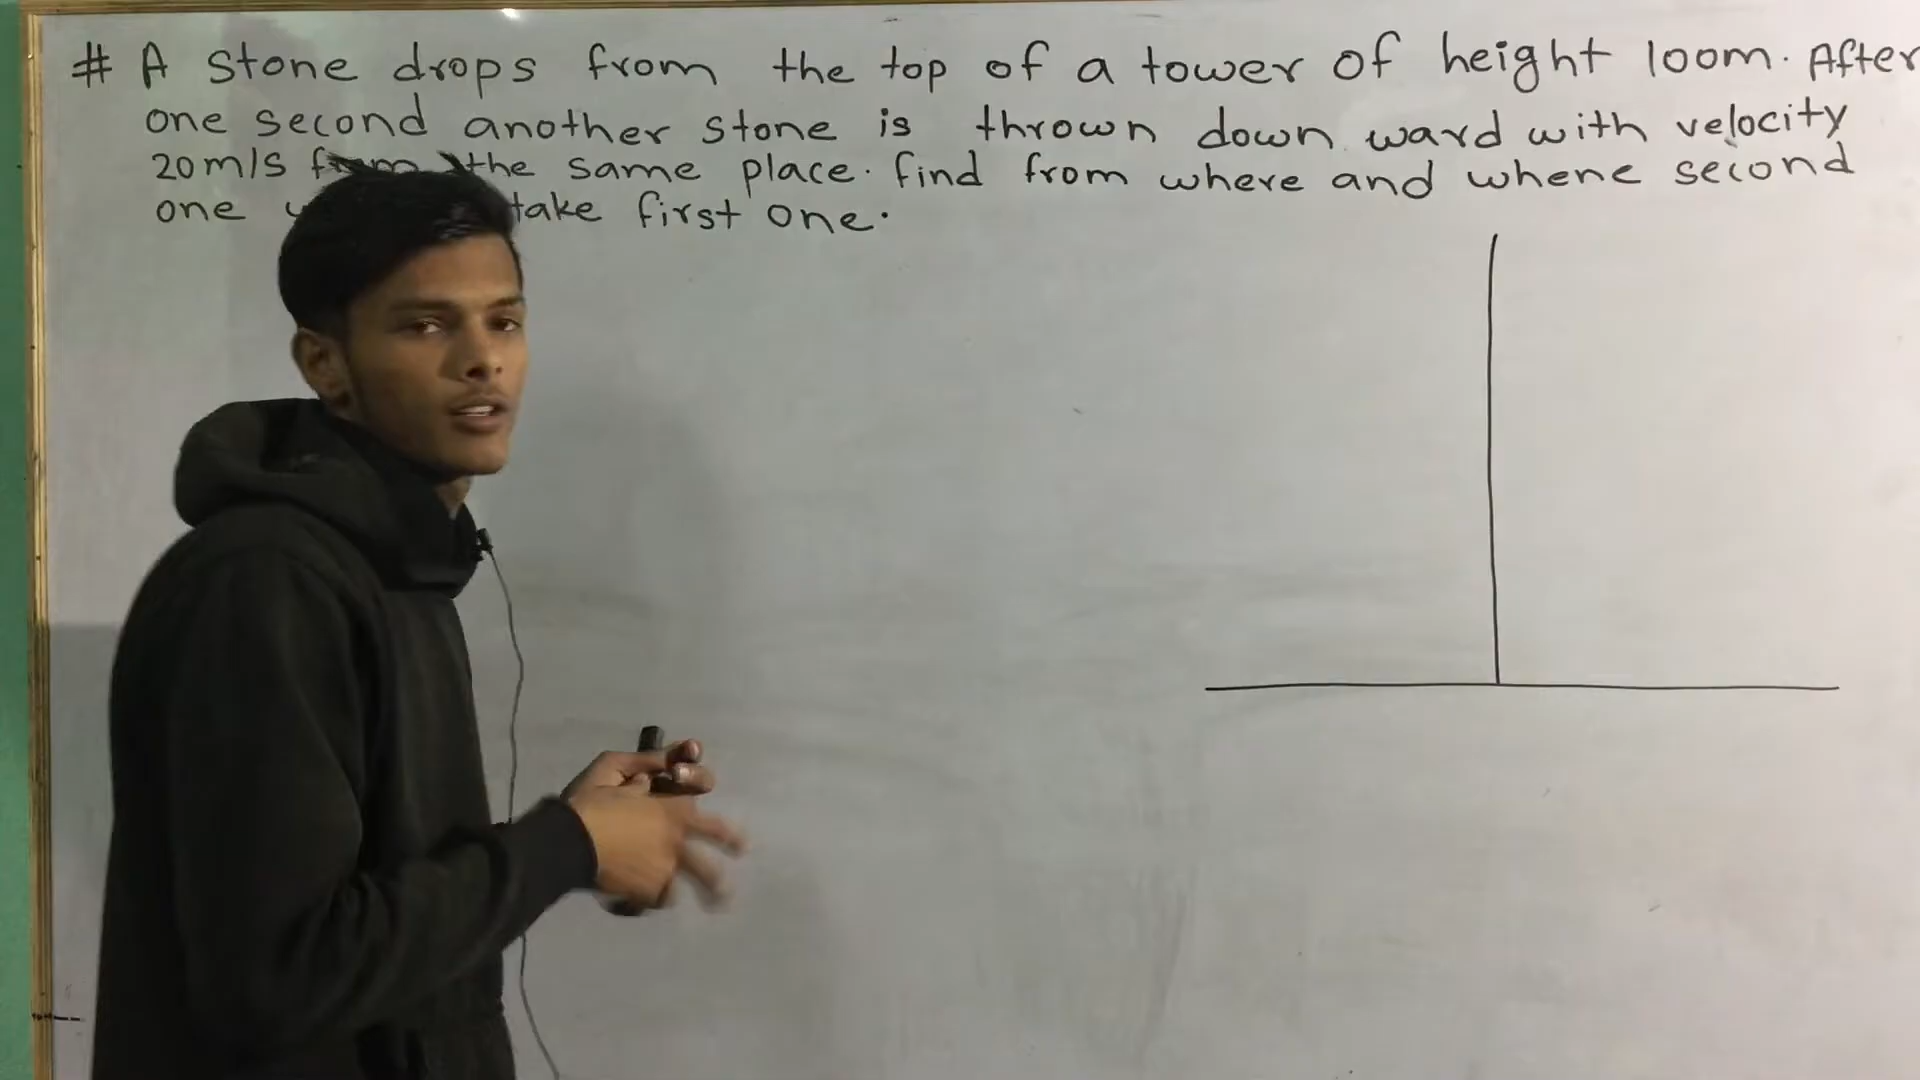 # A stone drops from the top of a tower of height 100m. After
one second another stone is thrown down ward with velocity
20m/s from the same place. find from where and whene second
one take first one.